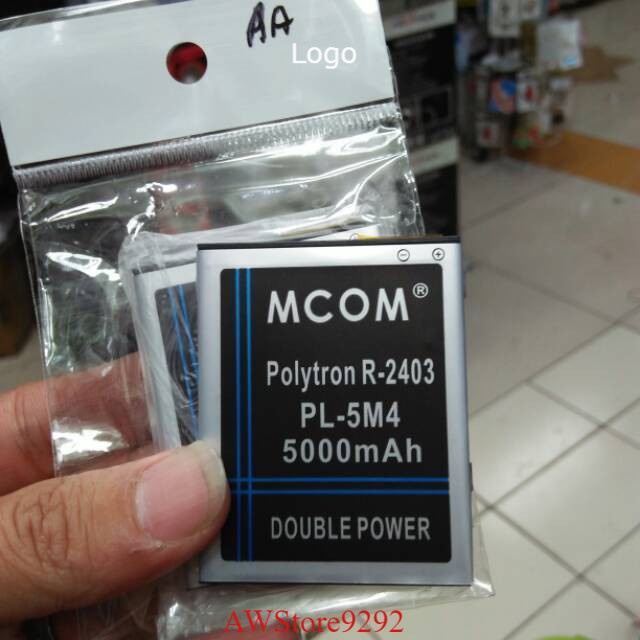 AA
Logo
MCOM®
Polytron R-2403
PL-5M4
5000mAh
DOUBLE POWER
AWStore9292